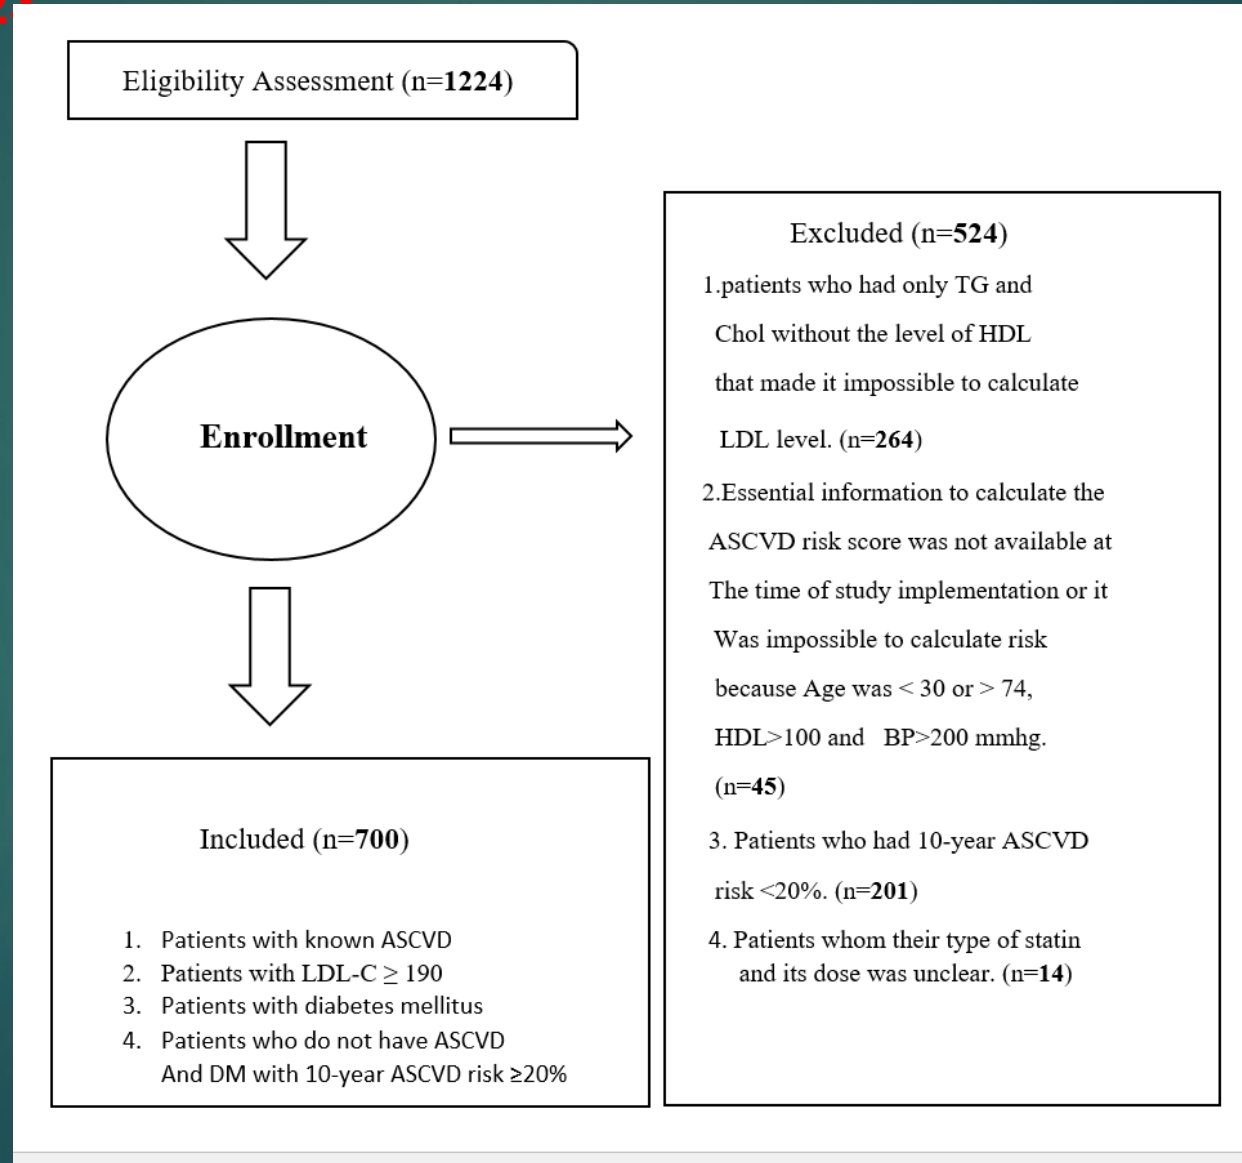 Eligibility Assessment (n=1224)
Enrollment
Excluded (n=524)
1.patients who had only TG and
Chol without the level of HDL
that made it impossible to calculate
LDL level. (n=264)
2.Essential information to calculate the
ASCVD risk score was not available at
The time of study implementation or it
Was impossible to calculate risk
because Age was < 30 or > 74,
HDL>100 and BP>200 mmhg.
(n=45)
3. Patients who had 10-year ASCVD
risk <20%. (n=201)
4. Patients whom their type of statin
and its dose was unclear. (n=14)
Included (n=700)
1. Patients with known ASCVD
2. Patients with LDL-C ≥ 190
3. Patients with diabetes mellitus
4. Patients who do not have ASCVD
And DM with 10-year ASCVD risk ≥20%